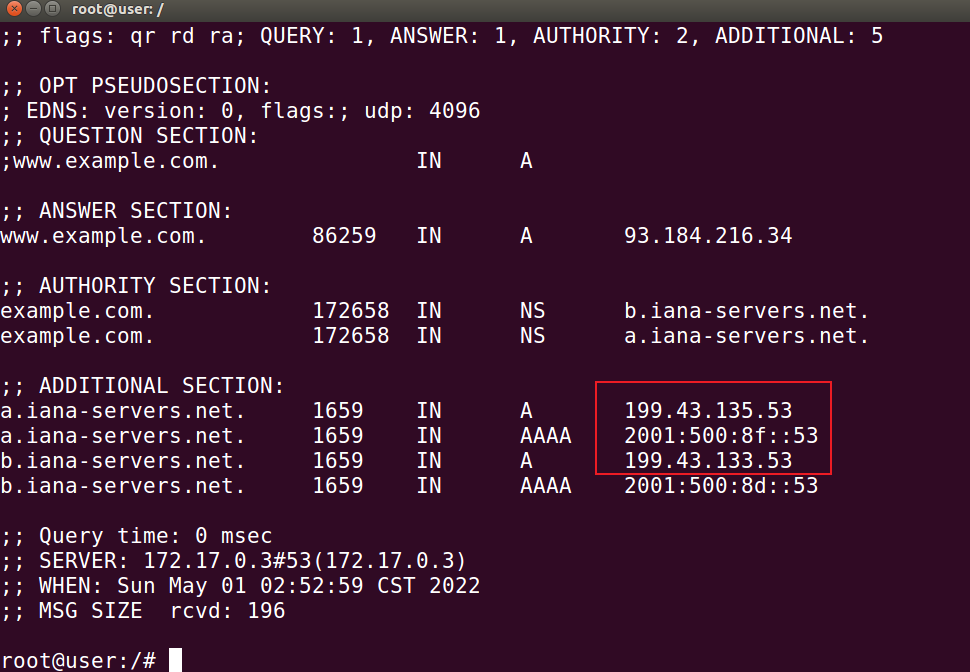 root@user: /
;; flags: qr rd ra; QUERY: 1, ANSWER: 1, AUTHORITY: 2, ADDITIONAL: 5
;; OPT PSEUDOSECTION:
; EDNS: version: 0, flags:; udp: 4096
;; QUESTION SECTION:
;www.example.com. IN A
;; ANSWER SECTION:
www.example.com. 86259 IN A 93.184.216.34
;; AUTHORITY SECTION:
example.com. 172658 IN NS b.iana-servers.net.
example.com. 172658 IN NS a.iana-servers.net.
;; ADDITIONAL SECTION:
a.iana-servers.net. 1659 IN A 199.43.135.53
a.iana-servers.net. 1659 IN AAAA 2001:500:8f::53
b.iana-servers.net. 1659 IN A 199.43.133.53
b.iana-servers.net. 1659 IN AAAA 2001:500:8d::53
;; Query time: 0 msec
;; SERVER: 172.17.0.3#53(172.17.0.3)
;; WHEN: Sun May 01 02:52:59 CST 2022
;; MSG SIZE rcvd: 196
root@user:/#